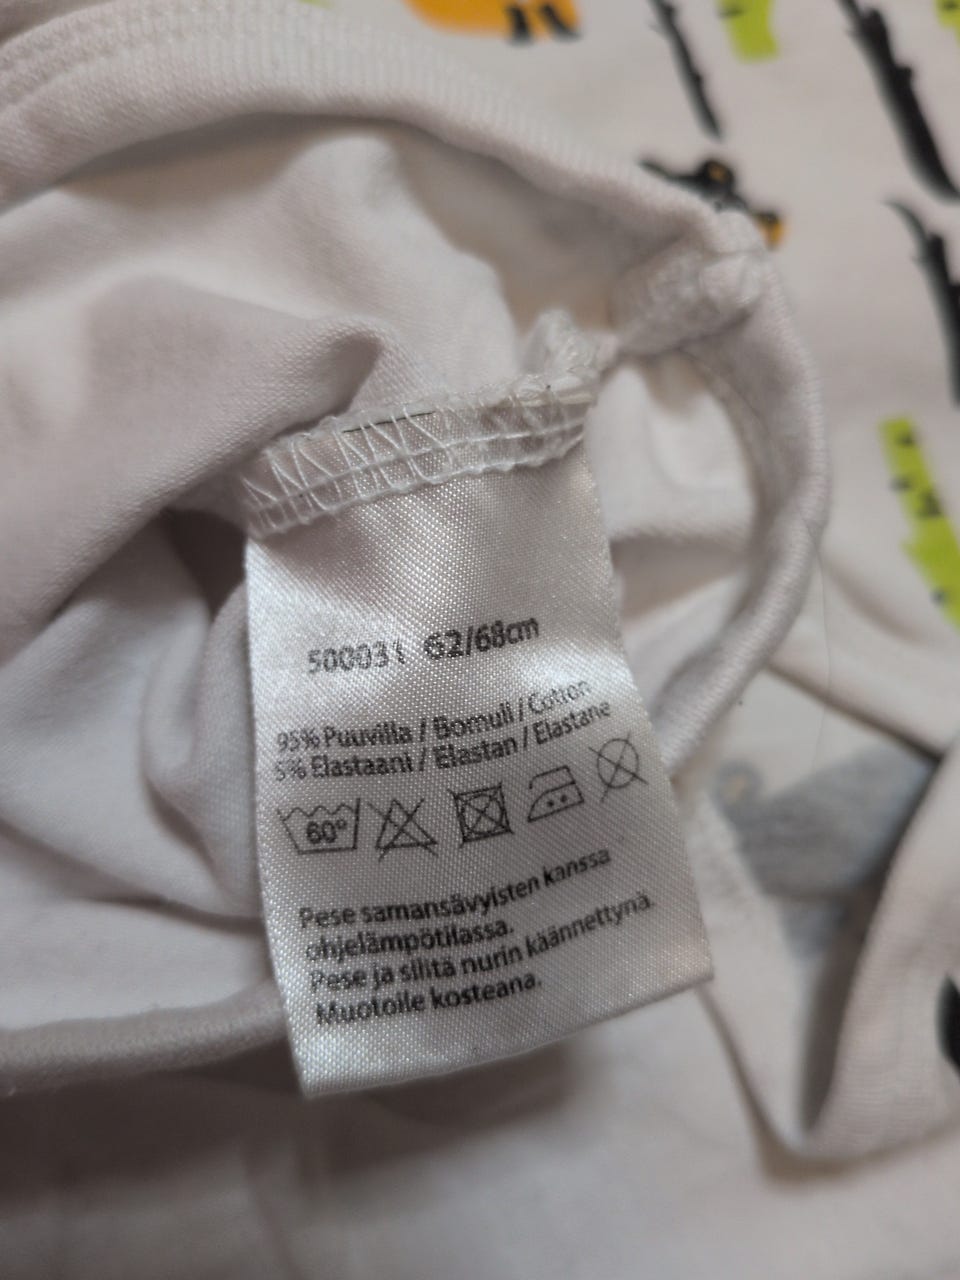 500031 62/68cm
95% Puuvilla / Bomull / Cotton
5% Elastaani / Elastan / Elastane
60°
Pese samansävyisten kanssa
ohjelämpötilassa.
Pese ja silitä nurin käännettynä.
Muotoile kosteana.